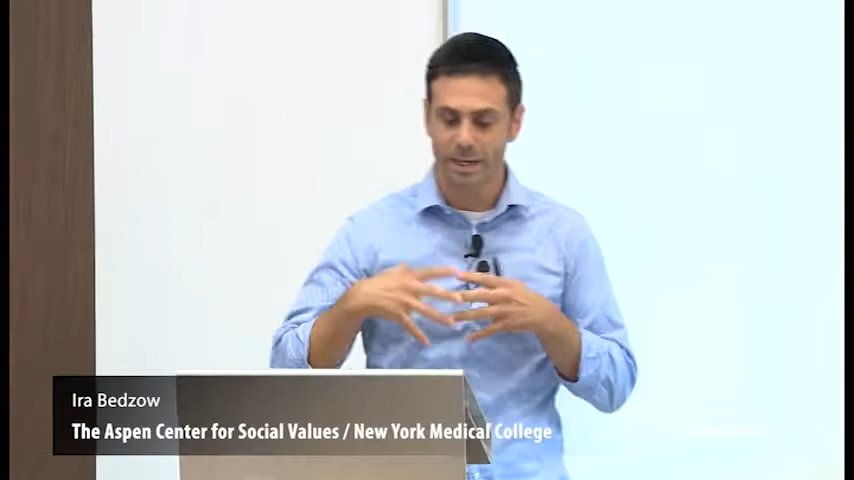 Ira Bedzow
The Aspen Center for Social Values / New York Medical College